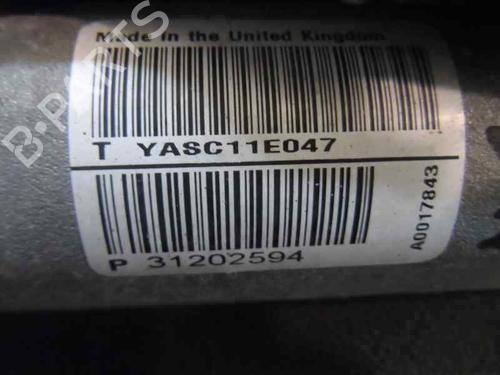 Made in the United Kingdom
T YASC11E047
P 31202594
A0017843
B-PARTS